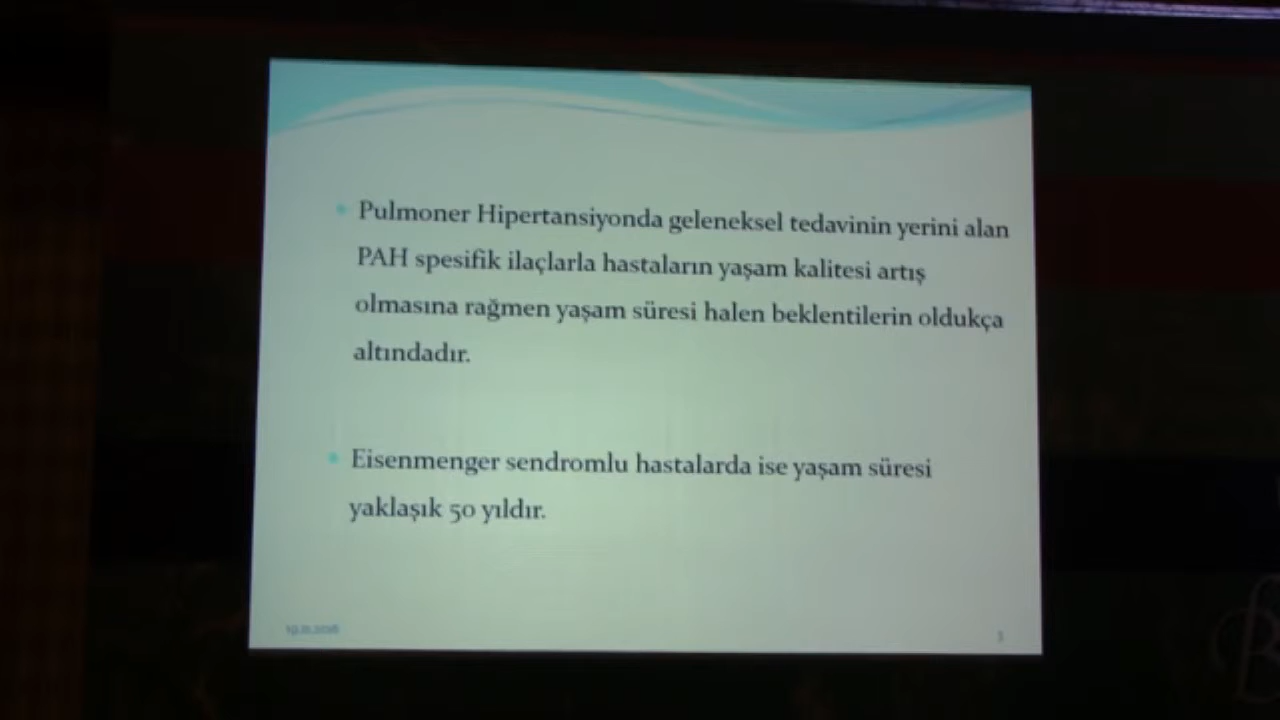 Pulmoner Hipertansiyonda geleneksel tedavinin yerini alan
PAH spesifik ilaçlarla hastaların yaşam kalitesi artış
olmasına rağmen yaşam süresi halen beklentilerin oldukça
altındadır.
Eisenmenger sendromlu hastalarda ise yaşam süresi
yaklaşık 50 yıldır.